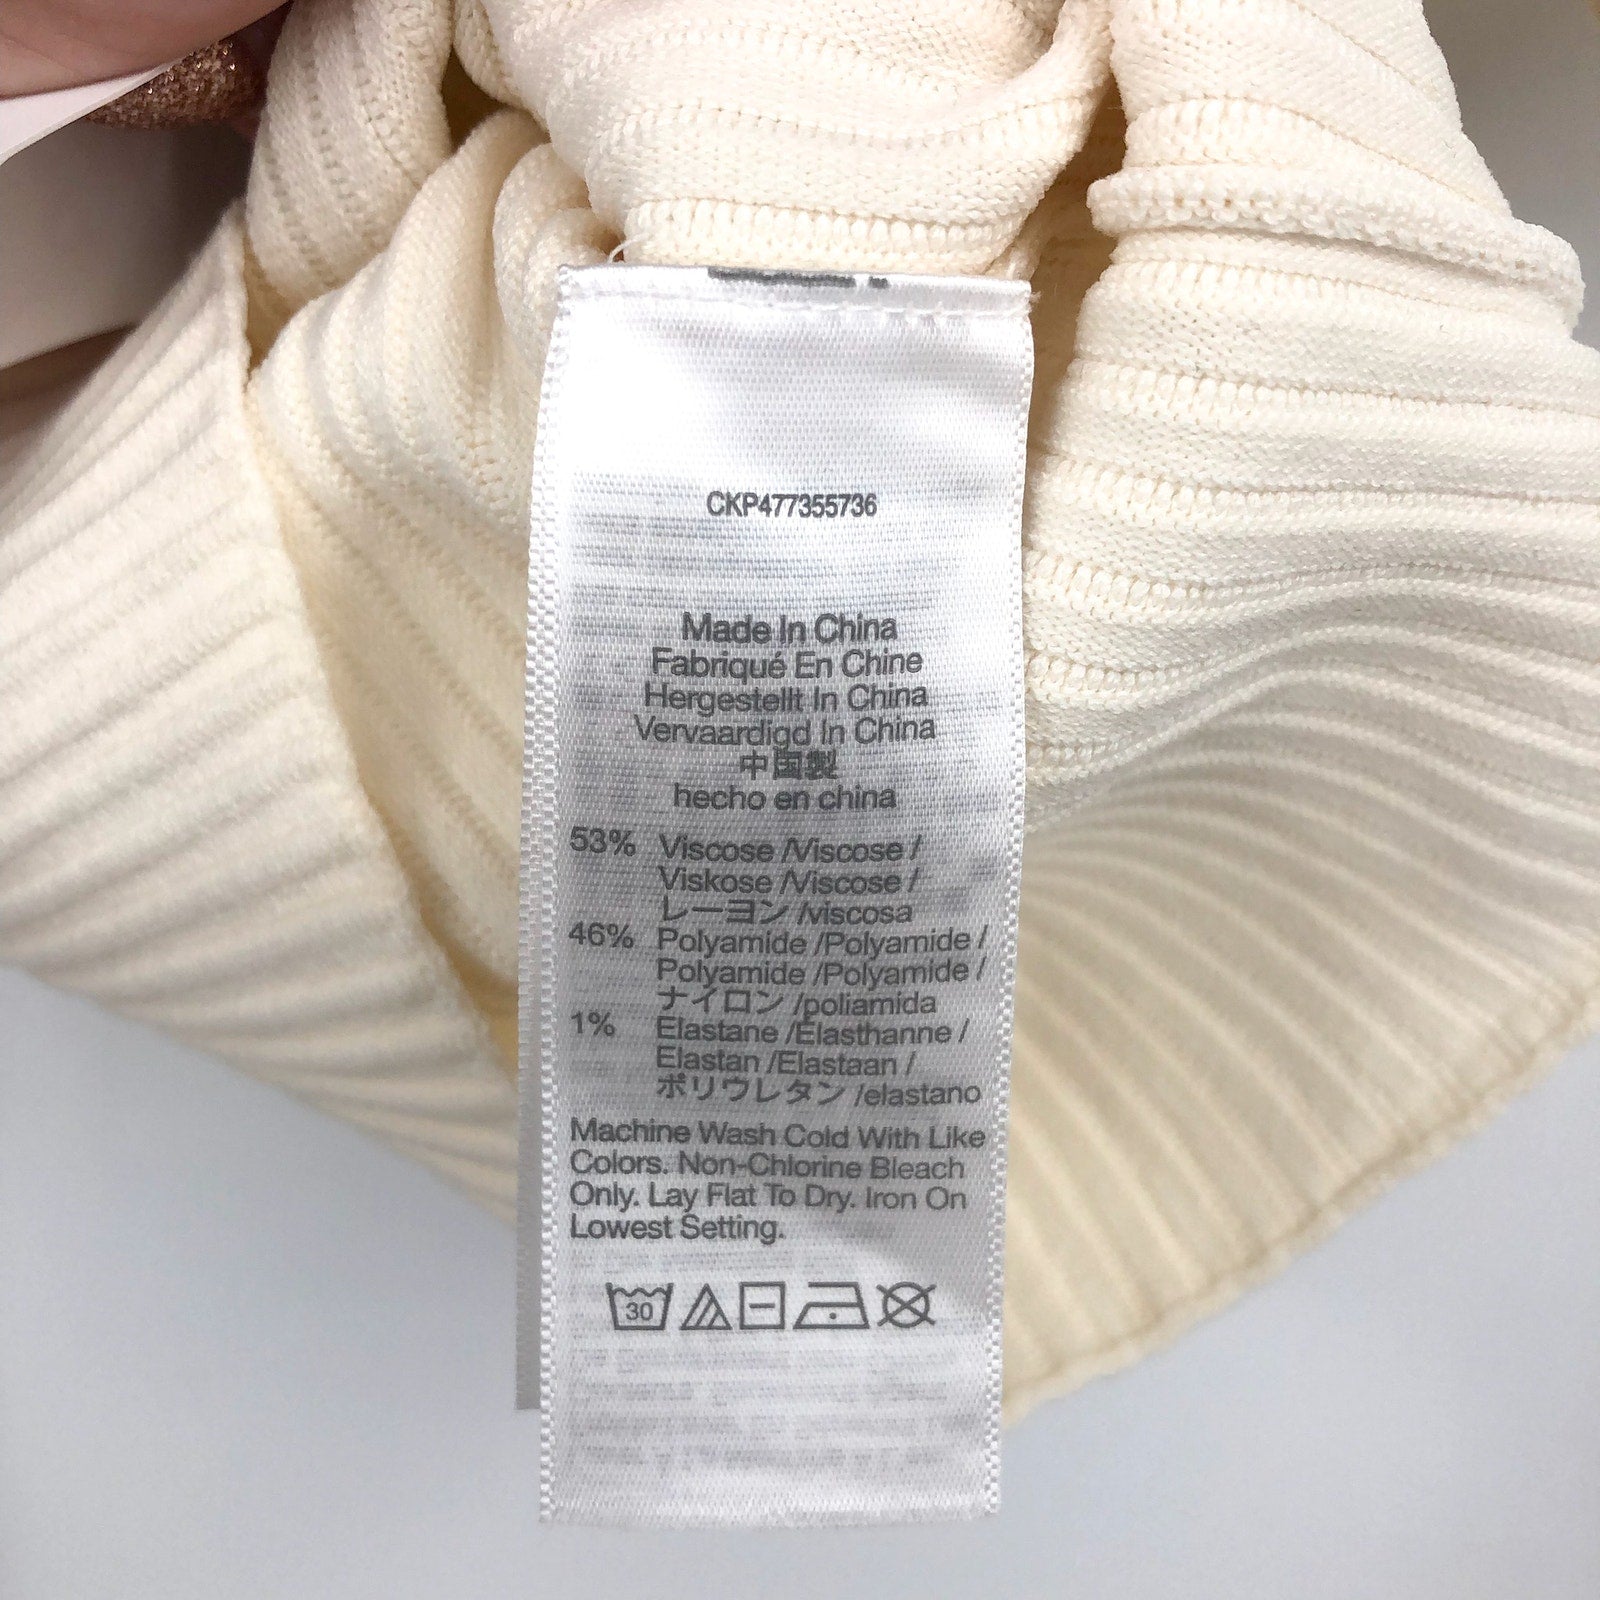 CKP477355736
Made In China
Fabriqué En Chine
Hergestellt In China
Vervaardigd In China
中国製
hecho en china
53% Viscose /Viscose /
Viskose /Viscose /
レーヨン /viscosa
46% Polyamide /Polyamide /
Polyamide /Polyamide /
ナイロン /poliamida
1% Elastane /Élasthanne /
Elastan /Elastaan /
ポリウレタン /elastano
Machine Wash Cold With Like
Colors. Non-Chlorine Bleach
Only. Lay Flat To Dry. Iron On
Lowest Setting.
30